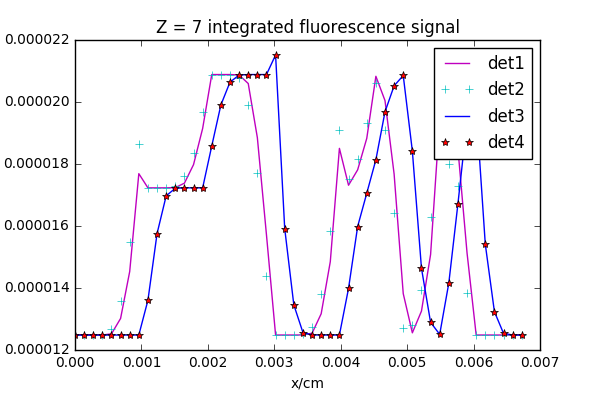 Z = 7 integrated fluorescence signal
0.000022
0.000020
0.000018
0.000016
0.000014
0.000012
det1
det2
det3
det4
0.000 0.001 0.002 0.003 0.004 0.005 0.006 0.007
x/cm